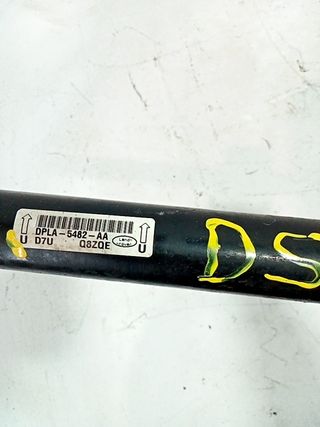 DPLA-5482-AA
U D7U Q8ZQE U
DS